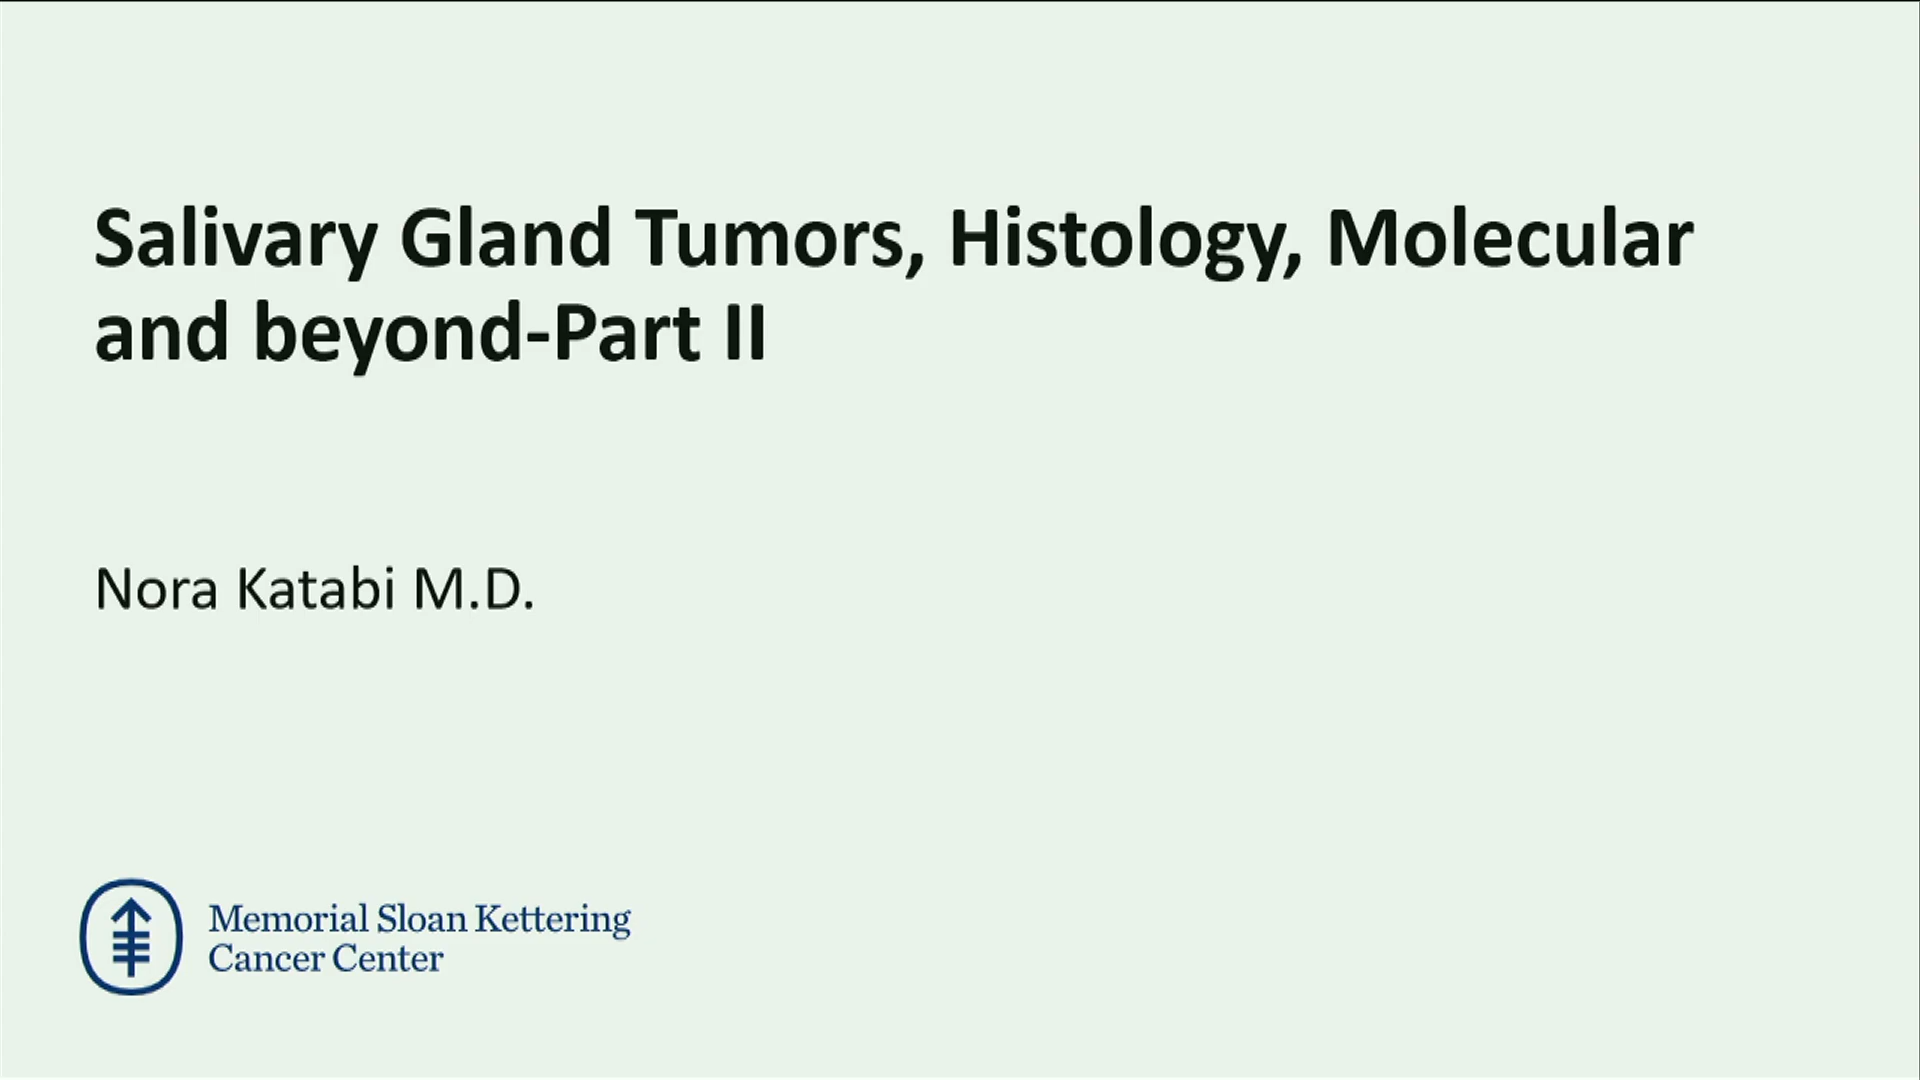 Salivary Gland Tumors, Histology, Molecular
and beyond-Part II
Nora Katabi M.D.
Memorial Sloan Kettering
Cancer Center